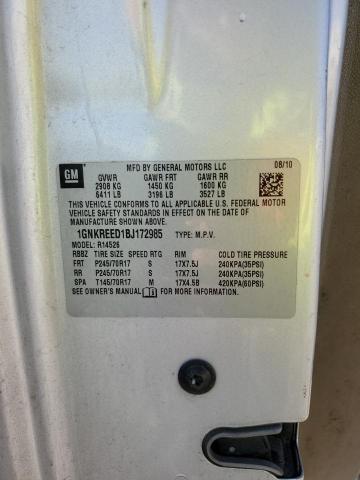 GM
MFD BY GENERAL MOTORS LLC 08/10
GVWR GAWR FRT GAWR RR
2908 KG 1450 KG 1600 KG
6411 LB 3196 LB 3527 LB
THIS VEHICLE CONFORMS TO ALL APPLICABLE U.S. FEDERAL MOTOR
VEHICLE SAFETY STANDARDS IN EFFECT ON THE DATE OF
MANUFACTURE SHOWN ABOVE.
1GNKREED1BJ172985 TYPE: M.P.V.
MODEL: R14526
RBBZ TIRE SIZE SPEED RTG RIM COLD TIRE PRESSURE
FRT P245/70R17 S 17X7.5J 240KPA(35PSI)
RR P245/70R17 S 17X7.5J 240KPA(35PSI)
SPA T145/70R17 M 17X4.5B 420KPA(60PSI)
SEE OWNER'S MANUAL FOR MORE INFORMATION.